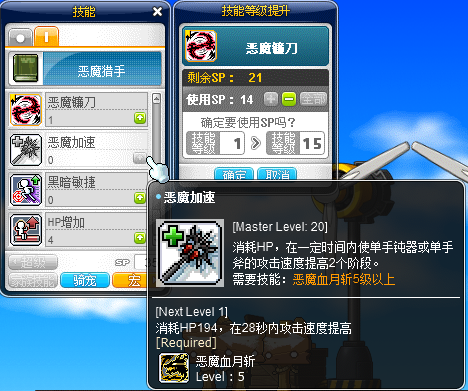 技能
I
恶魔猎手
恶魔镰刀
1
恶魔加速
0
黑暗敏捷
1
HP增加
4
超级
SP
骑宠
宏
技能等级提升
恶魔镰刀
剩余SP： 21
使用SP：14
全部
确定要使用SP吗?
技能等级 1 > 技能等级 15
确定 取消
恶魔加速
[Master Level: 20]
消耗HP，在一定时间内使单手钝器或单手
斧的攻击速度提高2个阶段。
需要技能：恶魔血月斩5级以上
[Next Level 1]
消耗HP194，在28秒内攻击速度提高
[Required]
恶魔血月斩
Level : 5